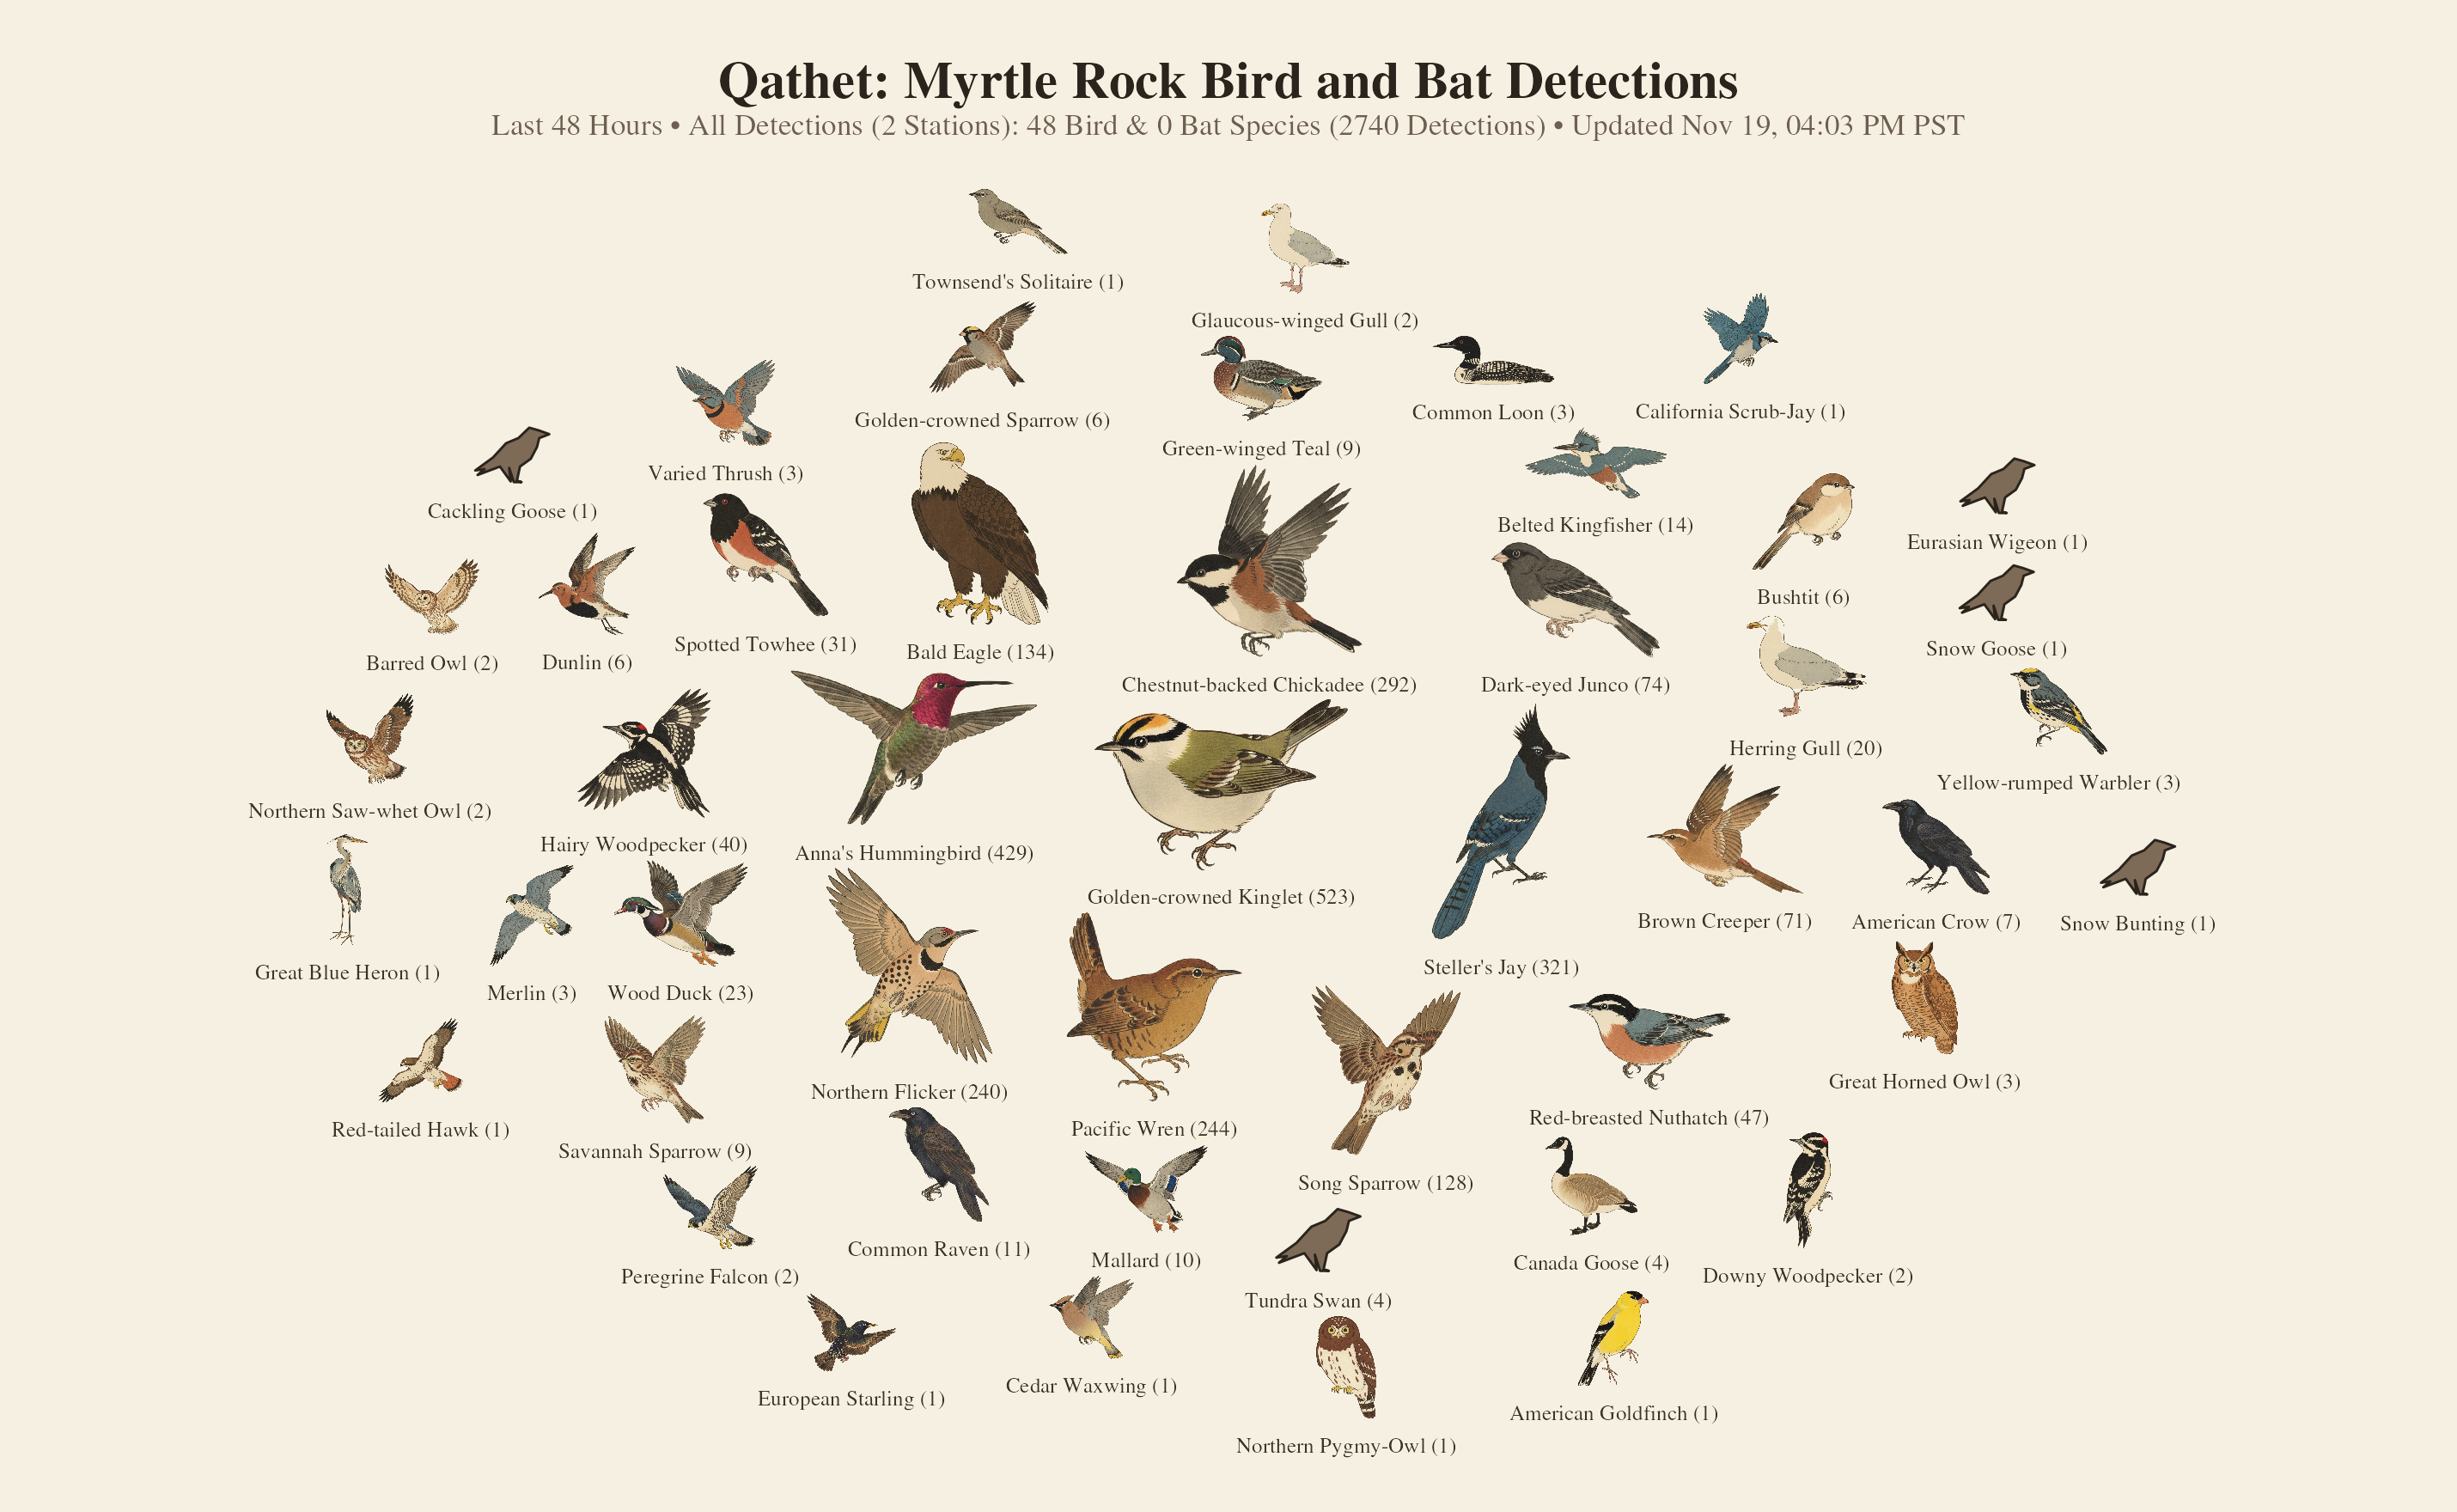 Qathet: Myrtle Rock Bird and Bat Detections
Last 48 Hours • All Detections (2 Stations): 48 Bird & 0 Bat Species (2740 Detections) • Updated Nov 19, 04:03 PM PST
Townsend's Solitaire (1)
Glaucous-winged Gull (2)
Common Loon (3)
California Scrub-Jay (1)
Golden-crowned Sparrow (6)
Green-winged Teal (9)
Varied Thrush (3)
Cackling Goose (1)
Belted Kingfisher (14)
Eurasian Wigeon (1)
Bushtit (6)
Spotted Towhee (31)
Bald Eagle (134)
Snow Goose (1)
Barred Owl (2)
Dunlin (6)
Chestnut-backed Chickadee (292)
Dark-eyed Junco (74)
Herring Gull (20)
Yellow-rumped Warbler (3)
Northern Saw-whet Owl (2)
Hairy Woodpecker (40)
Anna's Hummingbird (429)
Golden-crowned Kinglet (523)
Brown Creeper (71)
American Crow (7)
Snow Bunting (1)
Great Blue Heron (1)
Steller's Jay (321)
Merlin (3)
Wood Duck (23)
Great Horned Owl (3)
Northern Flicker (240)
Red-breasted Nuthatch (47)
Red-tailed Hawk (1)
Pacific Wren (244)
Savannah Sparrow (9)
Song Sparrow (128)
Common Raven (11)
Mallard (10)
Canada Goose (4)
Peregrine Falcon (2)
Downy Woodpecker (2)
Tundra Swan (4)
Cedar Waxwing (1)
European Starling (1)
American Goldfinch (1)
Northern Pygmy-Owl (1)